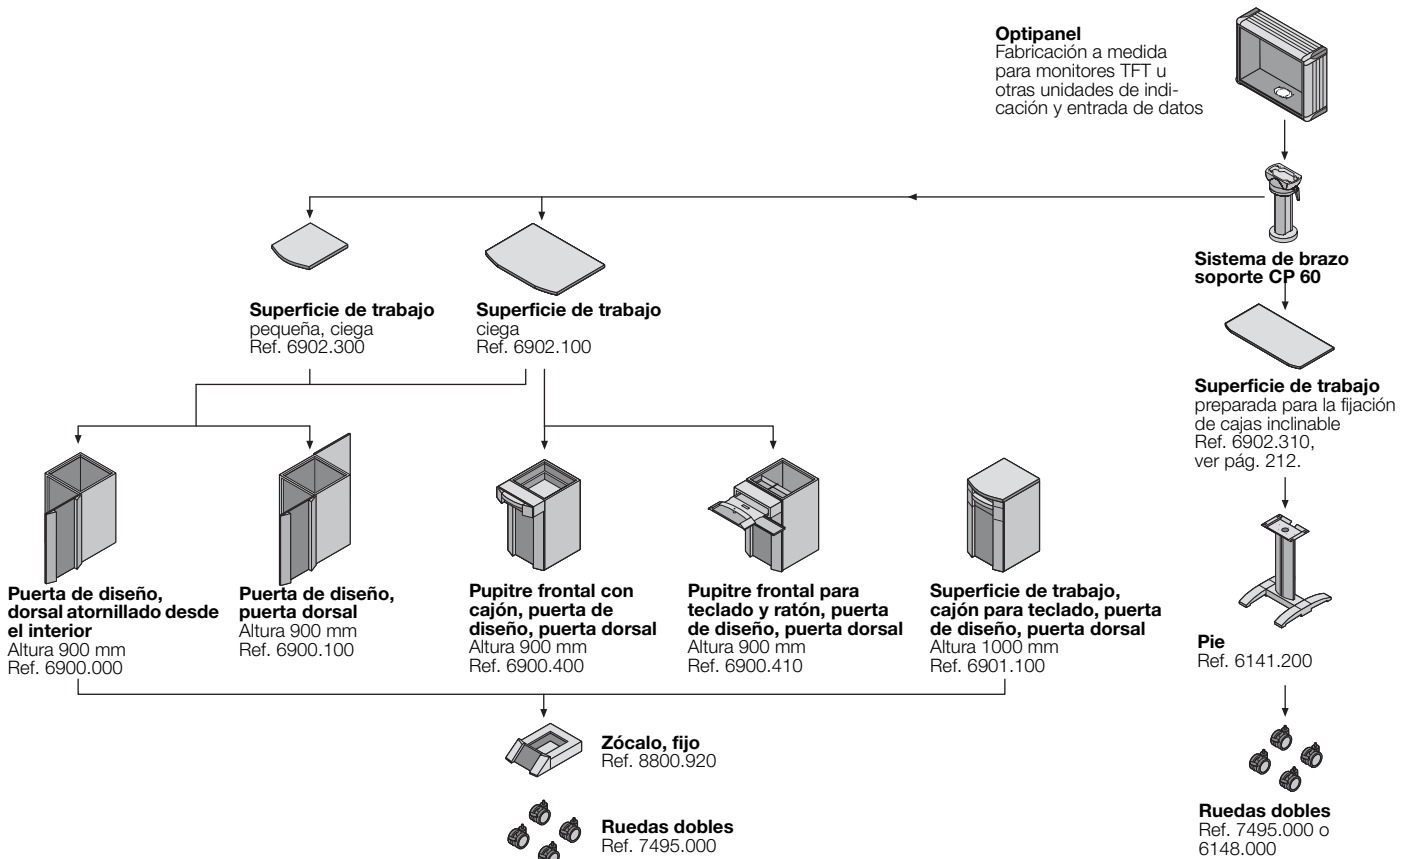 Optipanel
Fabricación a medida
para monitores TFT u
otras unidades de indi-
cación y entrada de datos
Sistema de brazo
soporte CP 60
Superficie de trabajo
pequeña, ciega
Ref. 6902.300
Superficie de trabajo
ciega
Ref. 6902.100
Superficie de trabajo
preparada para la fijación
de cajas inclinable
Ref. 6902.310,
ver pág. 212.
Puerta de diseño,
dorsal atornillado desde
el interior
Altura 900 mm
Ref. 6900.000
Puerta de diseño,
puerta dorsal
Altura 900 mm
Ref. 6900.100
Pupitre frontal con
cajón, puerta de
diseño, puerta dorsal
Altura 900 mm
Ref. 6900.400
Pupitre frontal para
teclado y ratón, puerta
de diseño, puerta dorsal
Altura 900 mm
Ref. 6900.410
Superficie de trabajo,
cajón para teclado, puerta
de diseño, puerta dorsal
Altura 1000 mm
Ref. 6901.100
Pie
Ref. 6141.200
Zócalo, fijo
Ref. 8800.920
Ruedas dobles
Ref. 7495.000
Ruedas dobles
Ref. 7495.000 o
6148.000